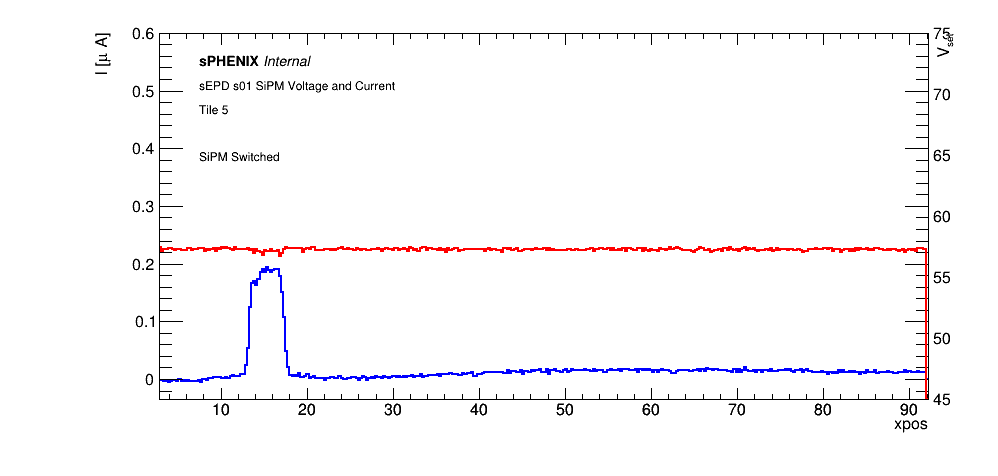 I [μ A]
0.6
0.5
0.4
0.3
0.2
0.1
0
sPHENIX Internal
sEPD s01 SiPM Voltage and Current
Tile 5
SiPM Switched
75
70
65
60
55
50
45
Vset
10 20 30 40 50 60 70 80 90
xpos